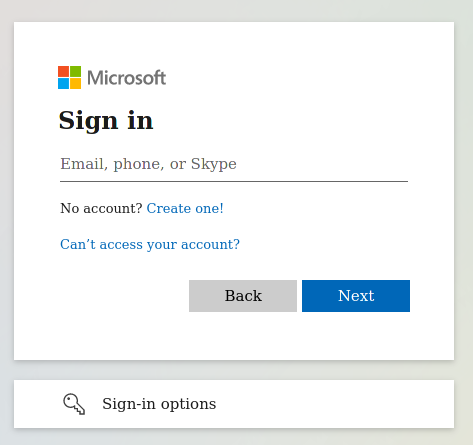 Microsoft
Sign in
Email, phone, or Skype
No account? Create one!
Can’t access your account?
Back Next
Sign-in options